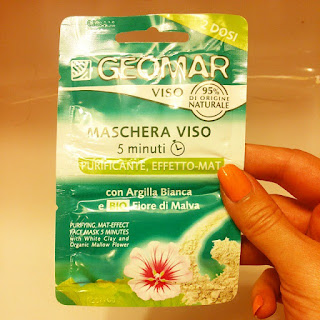 2 DOSI
GEOMAR
VISO
95%
DI ORIGINE
NATURALE
MASCHERA VISO
5 minuti
PURIFICANTE, EFFETTO-MAT
con Argilla Bianca
e BIO Fiore di Malva
PURIFYING, MAT-EFFECT
FACE MASK 5 MINUTES
with White Clay and
Organic Mallow Flower